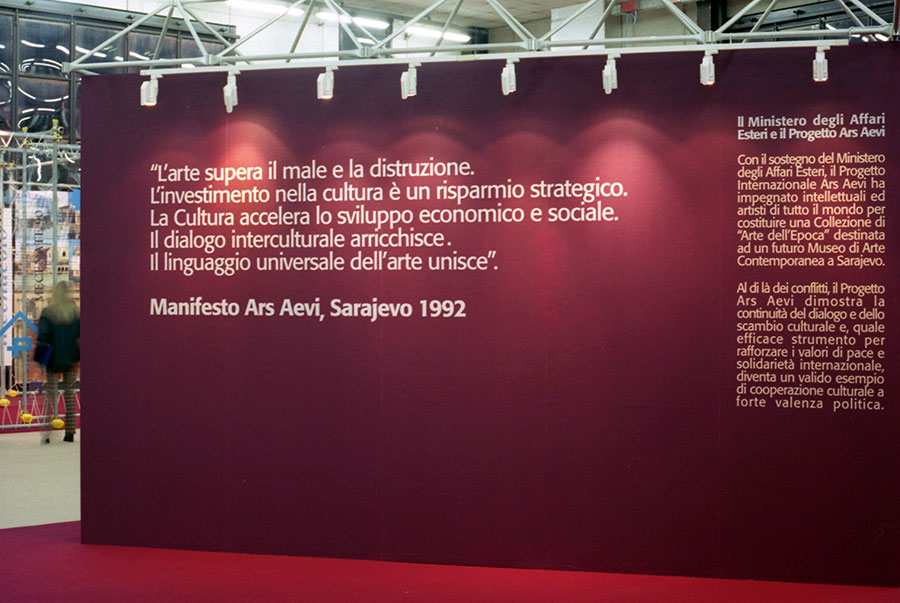 "L'arte supera il male e la distruzione.
L'investimento nella cultura è un risparmio strategico.
La Cultura accelera lo sviluppo economico e sociale.
Il dialogo interculturale arricchisce.
Il linguaggio universale dell'arte unisce".
Manifesto Ars Aevi, Sarajevo 1992
Il Ministero degli Affari
Esteri e il Progetto Ars Aevi
Con il sostegno del Ministero
degli Affari Esteri, il Progetto
Internazionale Ars Aevi ha
impegnato intellettuali ed
artisti di tutto il mondo per
costituire una Collezione di
"Arte dell'Epoca" destinata
ad un futuro Museo di Arte
Contemporanea a Sarajevo.
Al di là dei conflitti, il Progetto
Ars Aevi dimostra la
continuità del dialogo e dello
scambio culturale e, quale
efficace strumento per
rafforzare i valori di pace e
solidarietà internazionale,
diventa un valido esempio
di cooperazione culturale a
forte valenza politica.